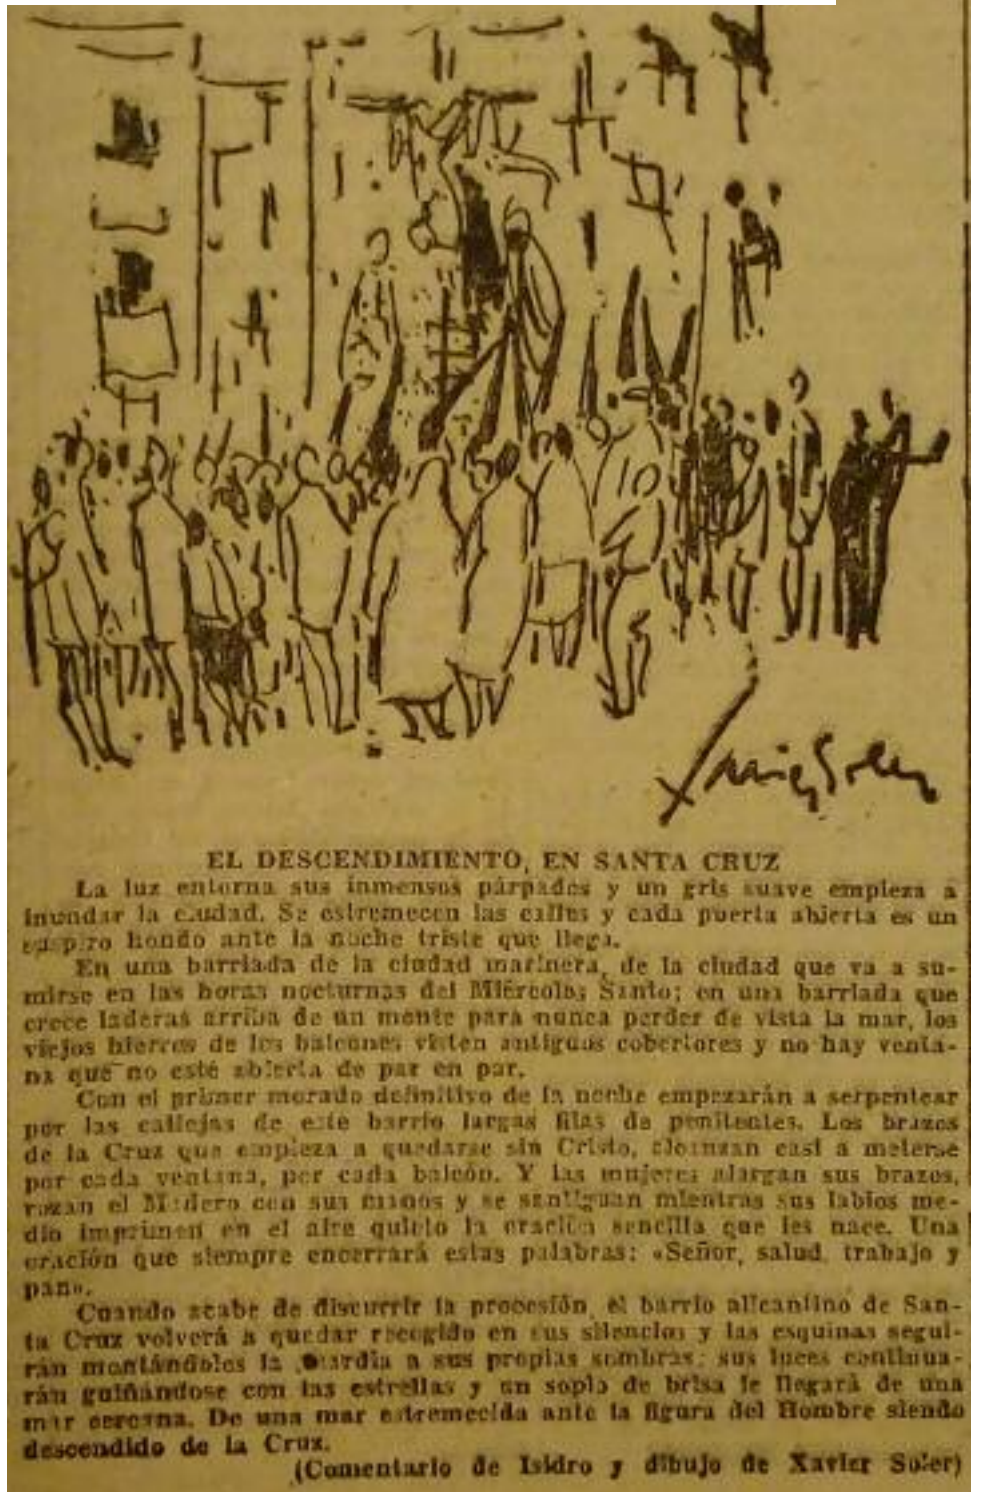 Xavier Soler
EL DESCENDIMIENTO, EN SANTA CRUZ
La luz entorna sus inmensos párpados y un gris suave empieza a
inundar la ciudad. Se estremecen las calles y cada puerta abierta es un
suspiro hondo ante la noche triste que llega.
En una barriada de la ciudad marinera, de la ciudad que va a su-
mirse en las horas nocturnas del Miércoles Santo; en una barriada que
crece laderas arriba de un monte para nunca perder de vista la mar, los
viejos hierros de los balcones visten antiguos cobertores y no hay venta-
na que no esté abierta de par en par.
Con el primer morado definitivo de la noche empezarán a serpentear
por las callejas de este barrio largas filas de penitentes. Los brazos
de la Cruz que empieza a quedarse sin Cristo, alcanzan casi a meterse
por cada ventana, por cada balcón. Y las mujeres alargan sus brazos,
rozan el Madero con sus manos y se santiguan mientras sus labios me-
dio imprimen en el aire quieto la oración sencilla que les nace. Una
oración que siempre encerrará estas palabras: «Señor, salud, trabajo y
pan».
Cuando acabe de discurrir la procesión, el barrio alicantino de San-
ta Cruz volverá a quedar recogido en sus silencios y las esquinas segui-
rán montándoles la guardia a sus propias sombras; sus luces continua-
rán guiñándose con las estrellas y un soplo de brisa le llegará de una
mar cercana. De una mar estremecida ante la figura del Hombre siendo
descendido de la Cruz.
(Comentario de Isidro y dibujo de Xavier Soler)